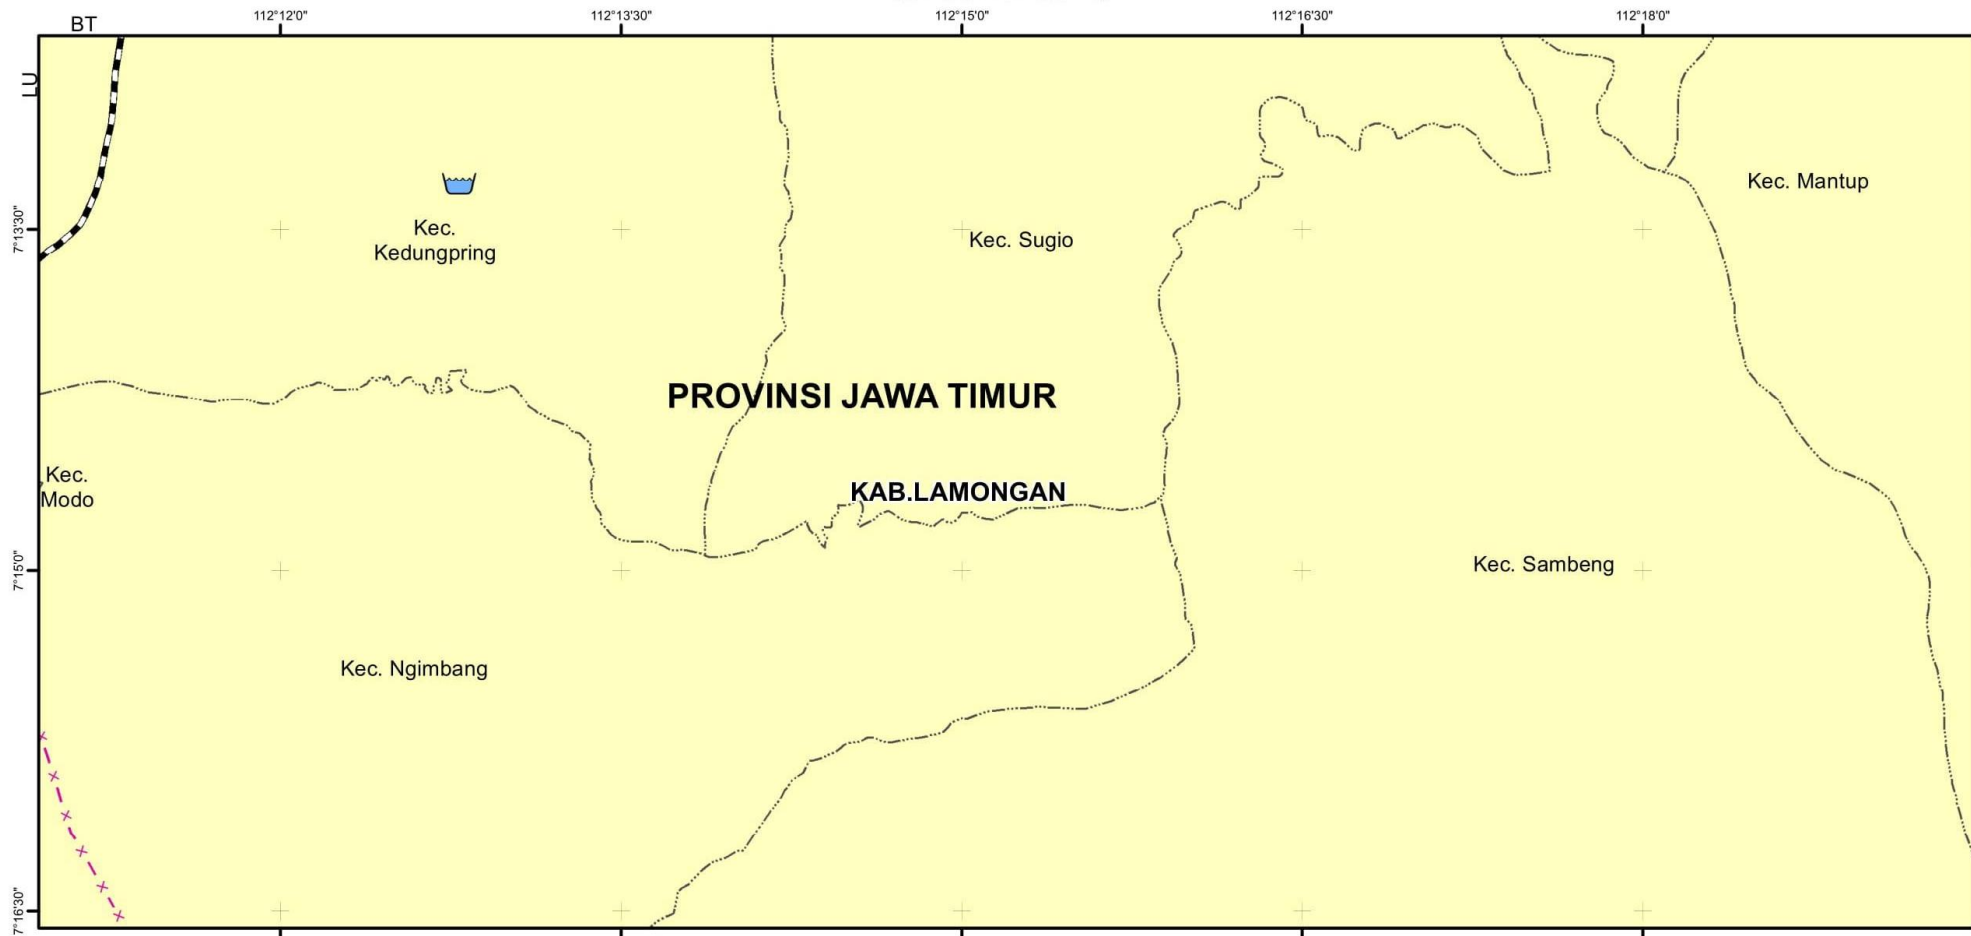 112°12'0"
112°13'30"
112°15'0"
112°16'30"
112°18'0"
BT
LU
Kec. Mantup
7°13'30"
Kec.
Kedungpring
Kec. Sugio
PROVINSI JAWA TIMUR
Kec.
Modo
KAB.LAMONGAN
7°15'0"
Kec. Sambeng
Kec. Ngimbang
7°16'30"